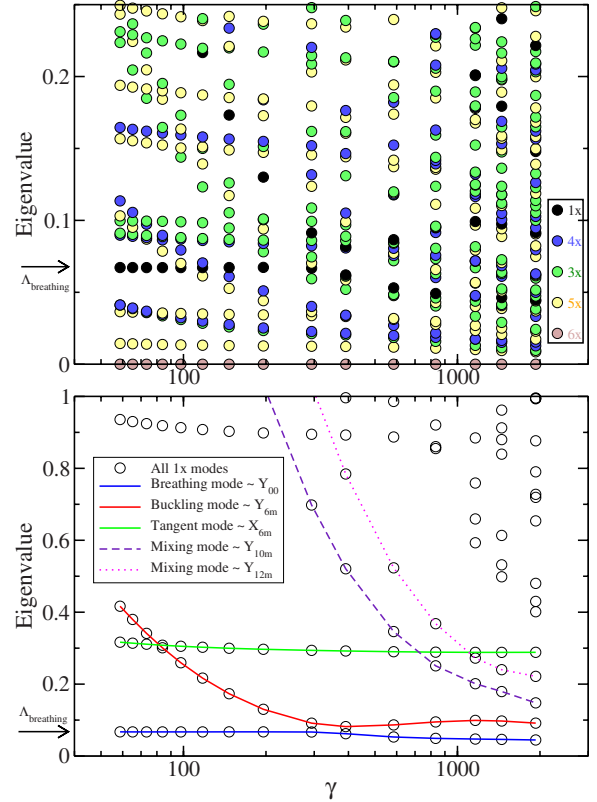 0.2
0.1
0
Eigenvalue
Λbreathing
1x
4x
3x
5x
6x
100
1000
1
0.8
0.6
0.4
0.2
0
Eigenvalue
Λbreathing
All 1x modes
Breathing mode ~ Y00
Buckling mode ~ Y6m
Tangent mode ~ X6m
Mixing mode ~ Y10m
Mixing mode ~ Y12m
100
1000
γ